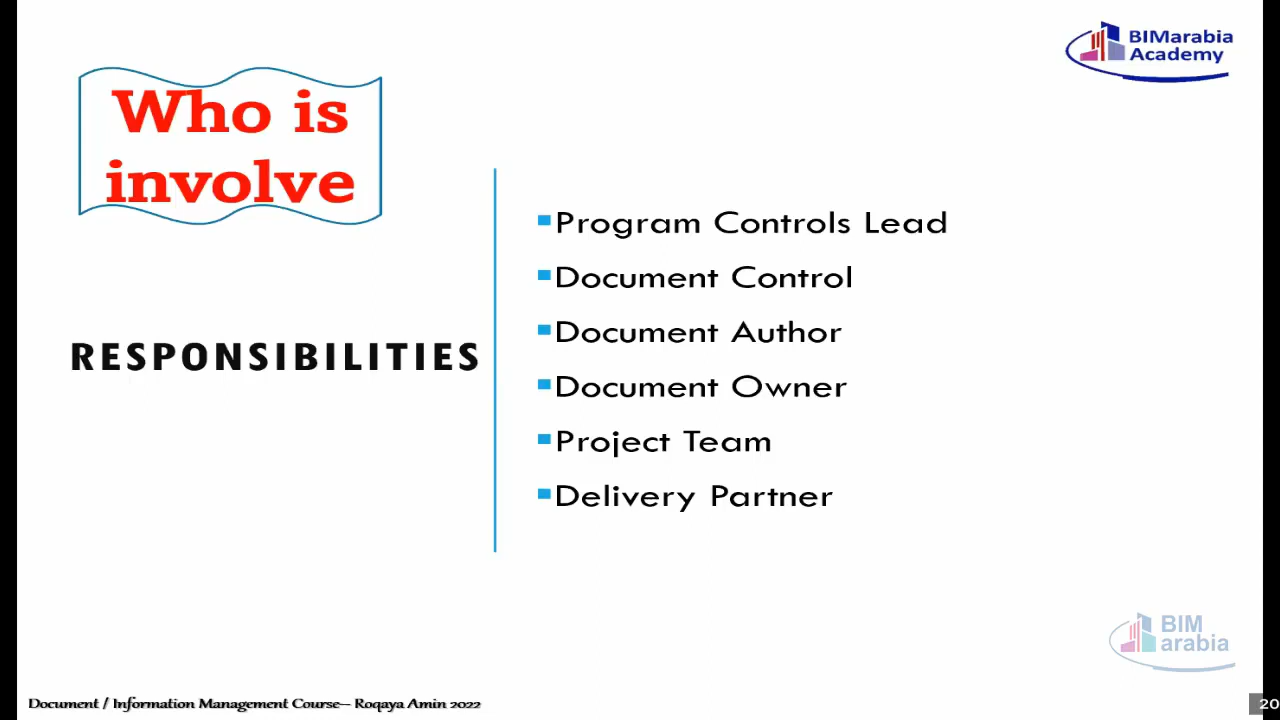 BIMarabia
Academy
Who is
involve
RESPONSIBILITIES
Program Controls Lead
Document Control
Document Author
Document Owner
Project Team
Delivery Partner
BIM
arabia
Document / Information Management Course-- Roqaya Amin 2022
20